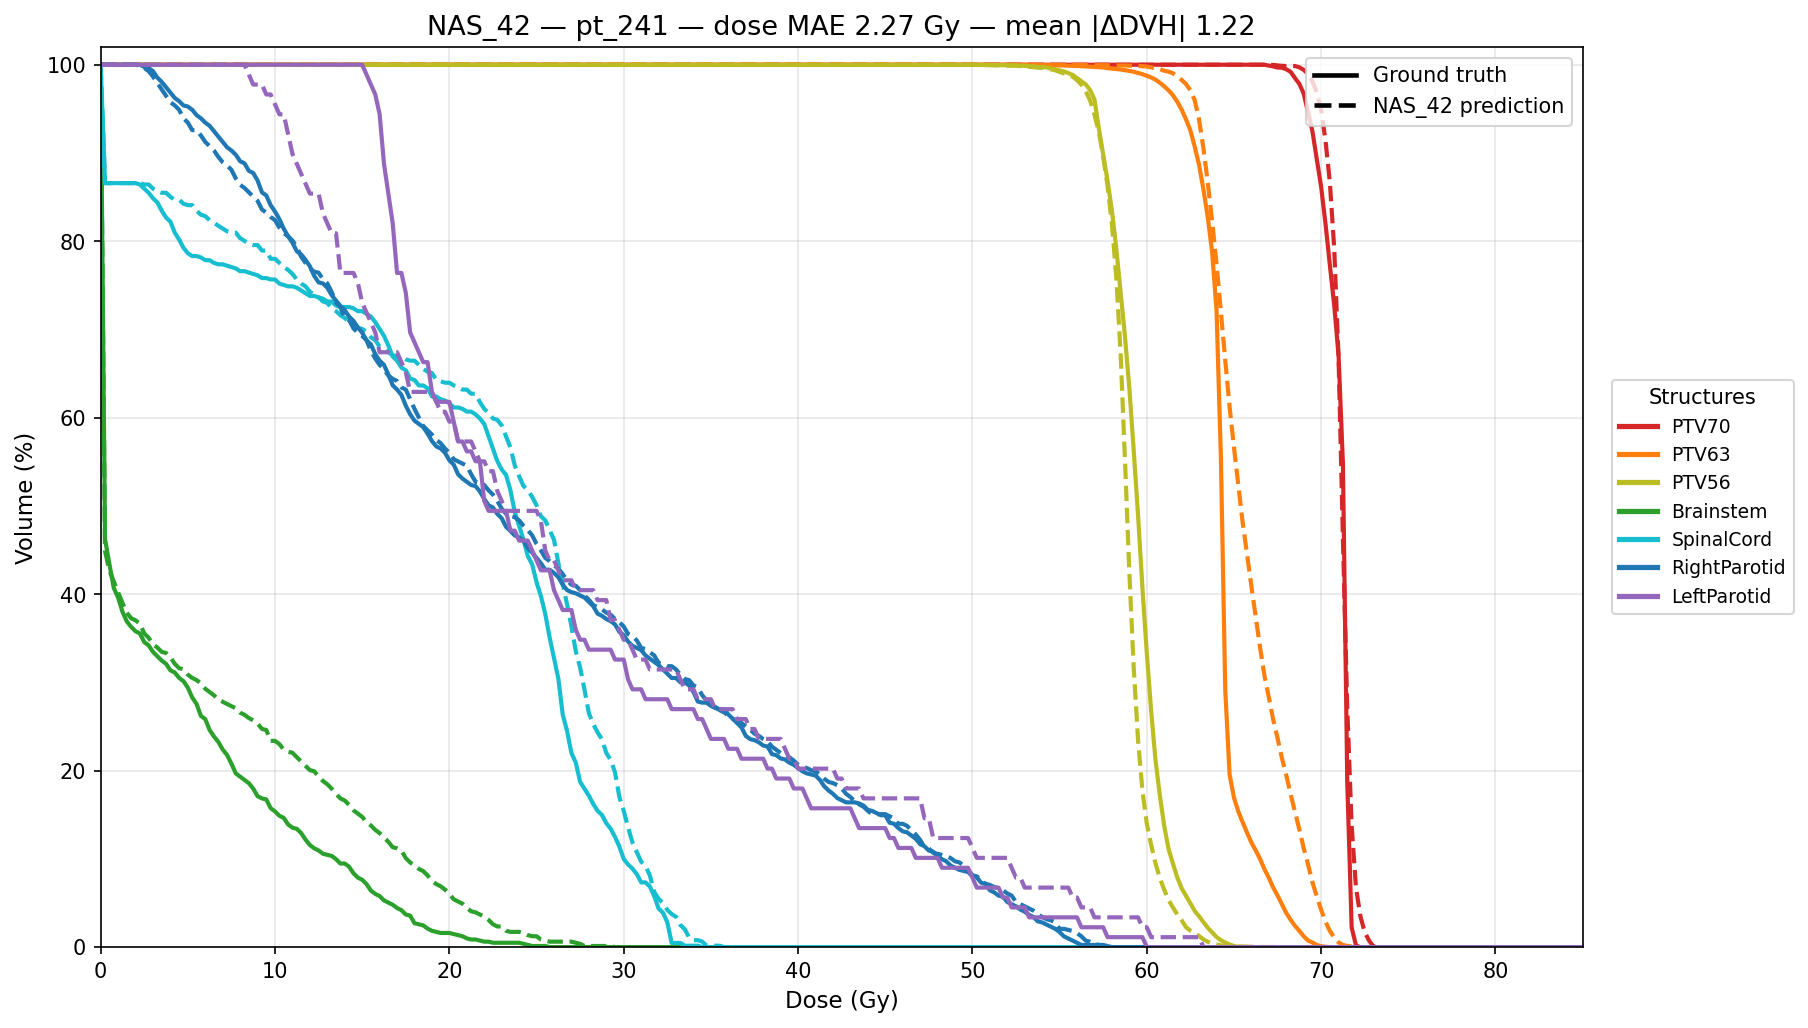 NAS_42 — pt_241 — dose MAE 2.27 Gy — mean |ΔDVH| 1.22
Ground truth
NAS_42 prediction
Volume (%)
100
80
60
40
20
0
0 10 20 30 40 50 60 70 80
Dose (Gy)
Structures
PTV70
PTV63
PTV56
Brainstem
SpinalCord
RightParotid
LeftParotid